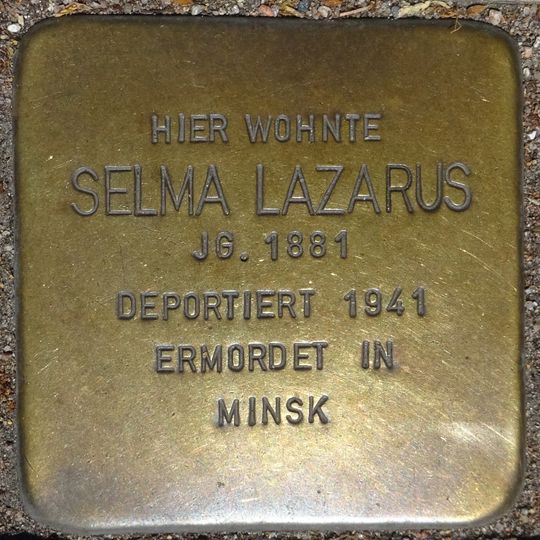 HIER WOHNTE
SELMA LAZARUS
JG. 1881
DEPORTIERT 1941
ERMORDET IN
MINSK